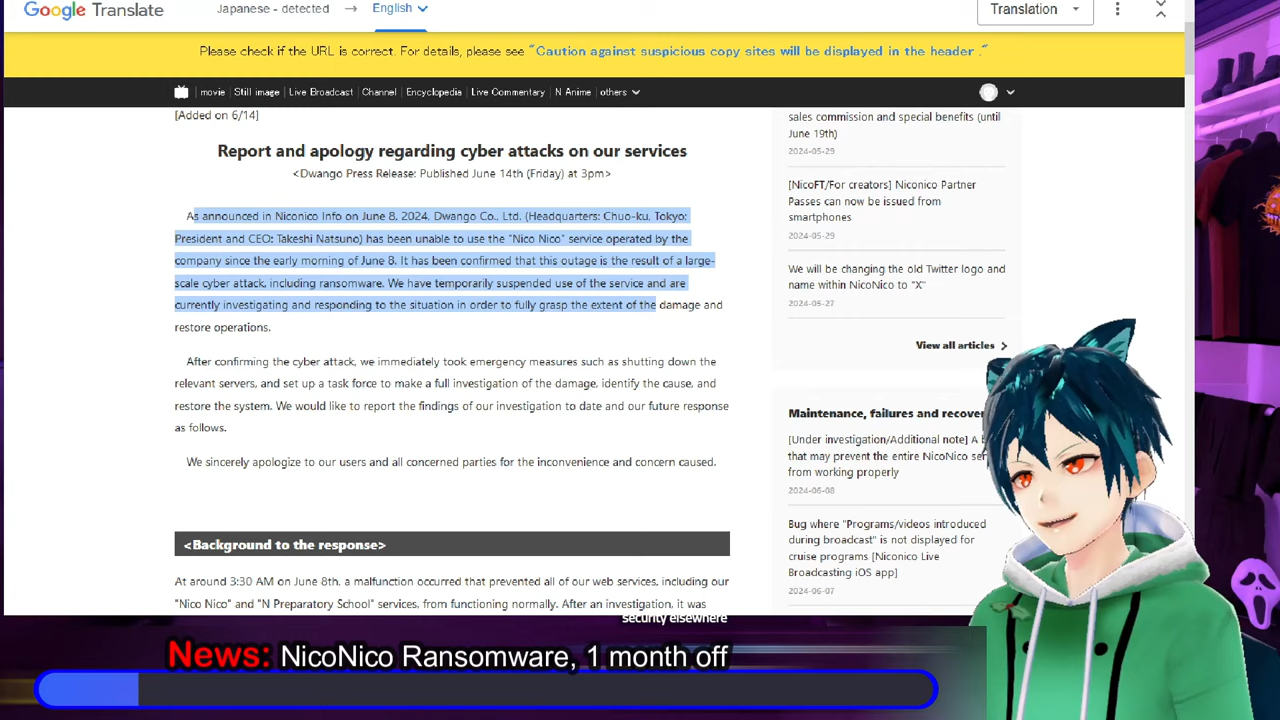 Google Translate
Japanese - detected → English
Translation
Please check if the URL is correct. For details, please see "Caution against suspicious copy sites will be displayed in the header ."
movie Still image Live Broadcast Channel Encyclopedia Live Commentary N Anime others
[Added on 6/14]
Report and apology regarding cyber attacks on our services
<Dwango Press Release: Published June 14th (Friday) at 3pm>
As announced in Niconico Info on June 8, 2024, Dwango Co., Ltd. (Headquarters: Chuo-ku, Tokyo;
President and CEO: Takeshi Natsuno) has been unable to use the "Nico Nico" service operated by the
company since the early morning of June 8. It has been confirmed that this outage is the result of a large-
scale cyber attack, including ransomware. We have temporarily suspended use of the service and are
currently investigating and responding to the situation in order to fully grasp the extent of the damage and
restore operations.
After confirming the cyber attack, we immediately took emergency measures such as shutting down the
relevant servers, and set up a task force to make a full investigation of the damage, identify the cause, and
restore the system. We would like to report the findings of our investigation to date and our future response
as follows.
We sincerely apologize to our users and all concerned parties for the inconvenience and concern caused.
<Background to the response>
At around 3:30 AM on June 8th, a malfunction occurred that prevented all of our web services, including our
"Nico Nico" and "N Preparatory School" services, from functioning normally. After an investigation, it was
sales commission and special benefits (until
June 19th)
2024-05-29
[NicoFT/For creators] Niconico Partner
Passes can now be issued from
smartphones
2024-05-29
We will be changing the old Twitter logo and
name within NicoNico to "X"
2024-05-27
View all articles
Maintenance, failures and recover
[Under investigation/Additional note] A b
that may prevent the entire NicoNico ser
from working properly
2024-06-08
Bug where "Programs/videos introduced
during broadcast" is not displayed for
cruise programs [Niconico Live
Broadcasting iOS app]
2024-06-07
security elsewhere
News: NicoNico Ransomware, 1 month off